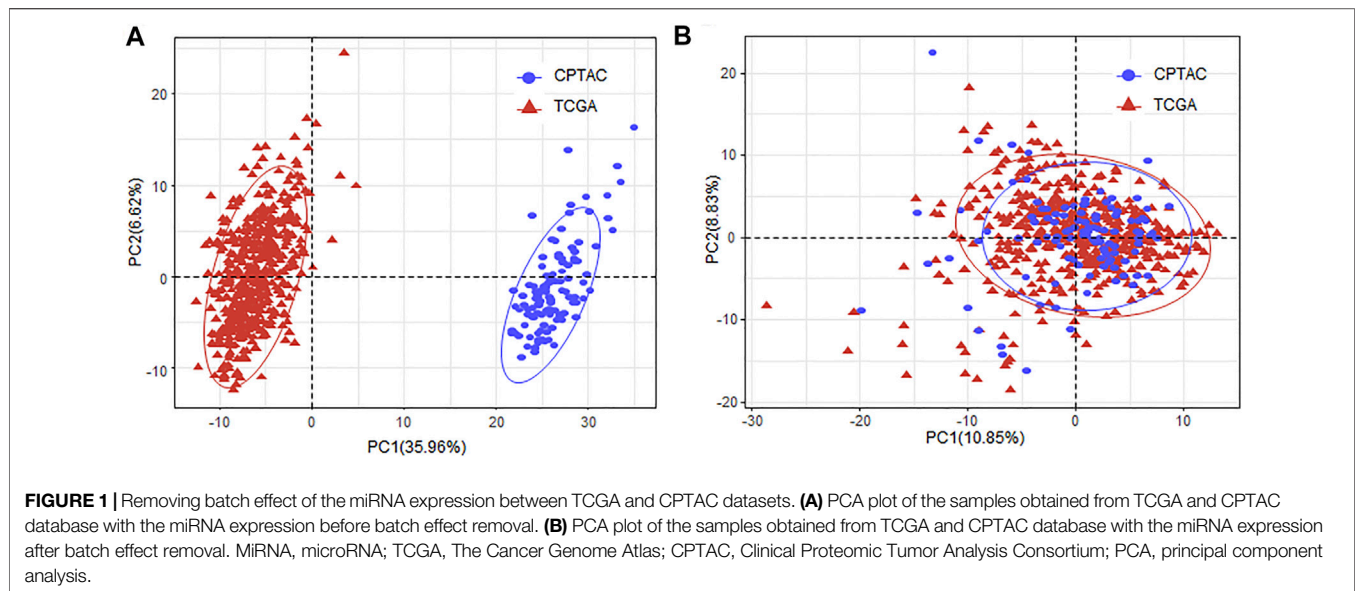 A
CPTAC
TCGA
20
10
0
-10
PC2(6.62%)
-10
0
10
20
30
PC1(35.96%)
B
CPTAC
TCGA
20
10
0
-10
-20
PC2(8.83%)
-30
-20
-10
0
10
PC1(10.85%)
FIGURE 1 | Removing batch effect of the miRNA expression between TCGA and CPTAC datasets. (A) PCA plot of the samples obtained from TCGA and CPTAC
database with the miRNA expression before batch effect removal. (B) PCA plot of the samples obtained from TCGA and CPTAC database with the miRNA expression
after batch effect removal. MiRNA, microRNA; TCGA, The Cancer Genome Atlas; CPTAC, Clinical Proteomic Tumor Analysis Consortium; PCA, principal component
analysis.